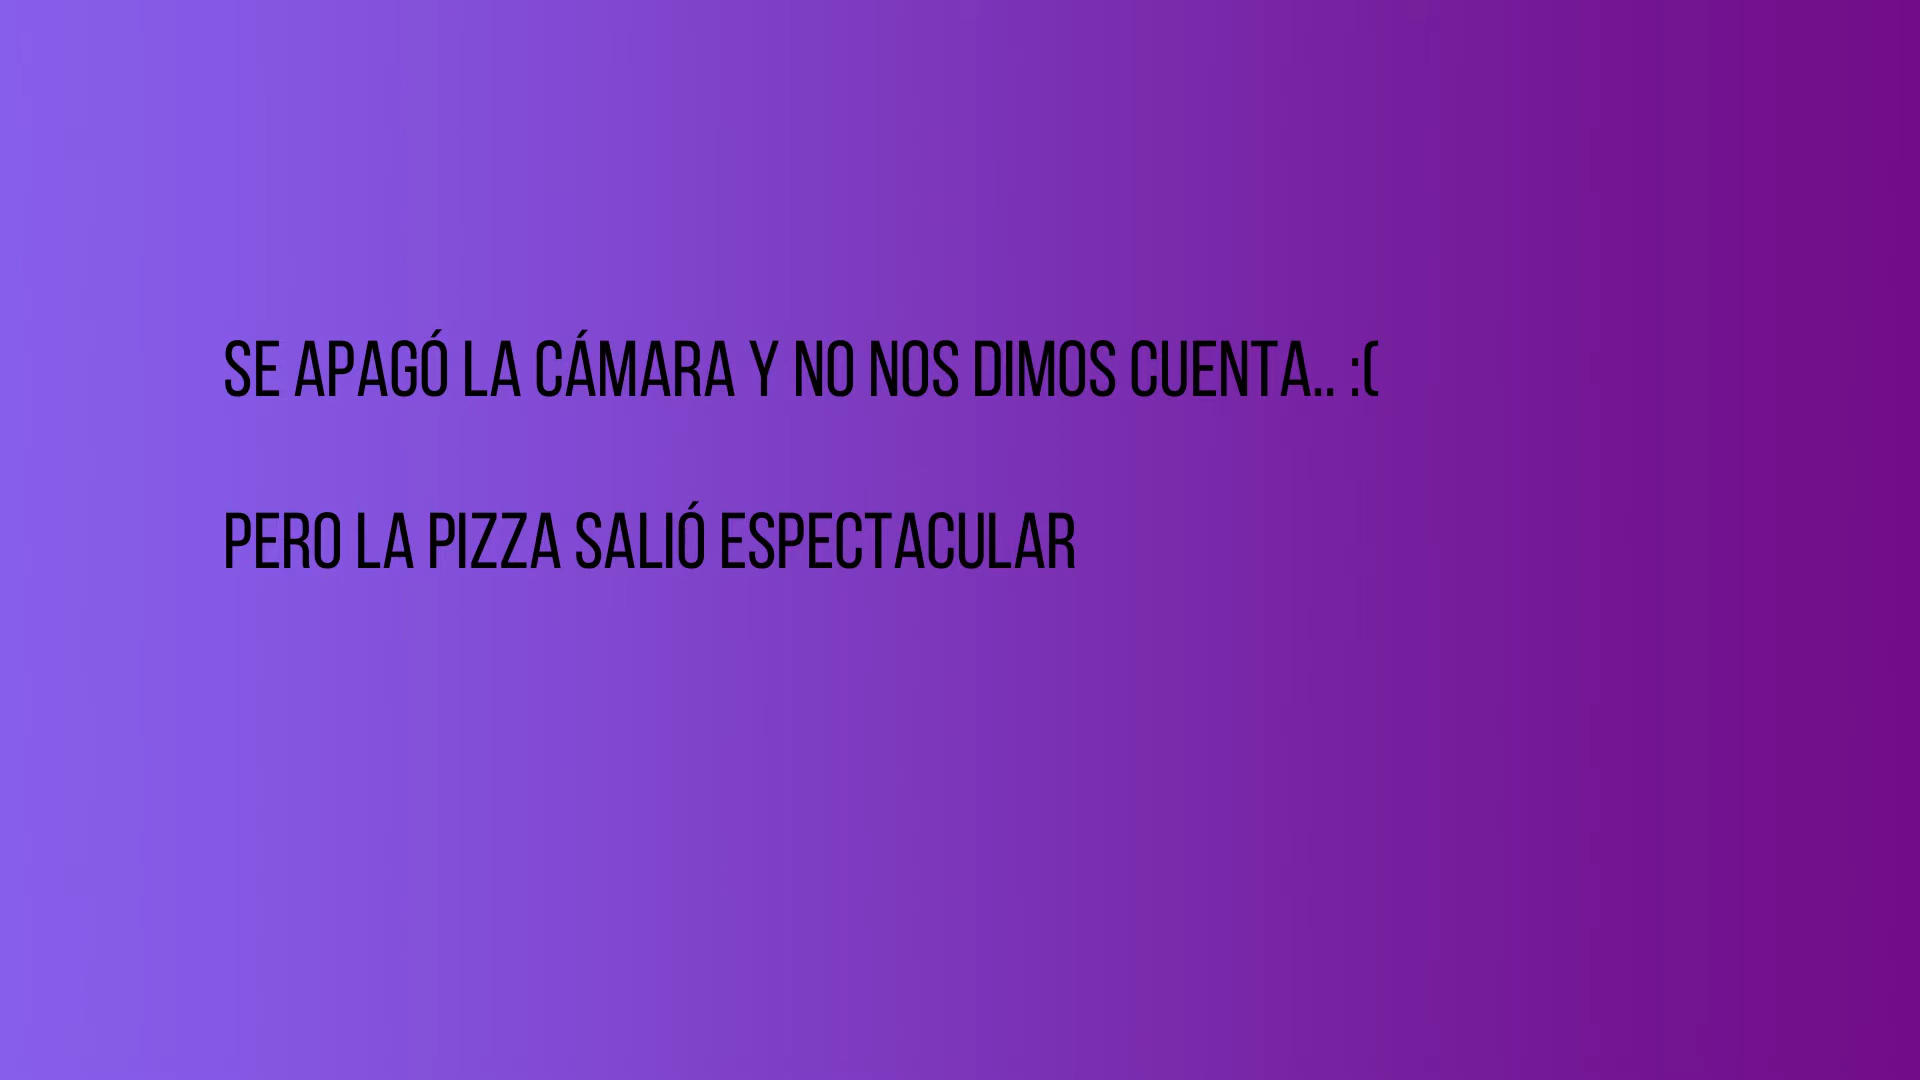 SE APAGÓ LA CÁMARA Y NO NOS DIMOS CUENTA.. :(
PERO LA PIZZA SALIÓ ESPECTACULAR